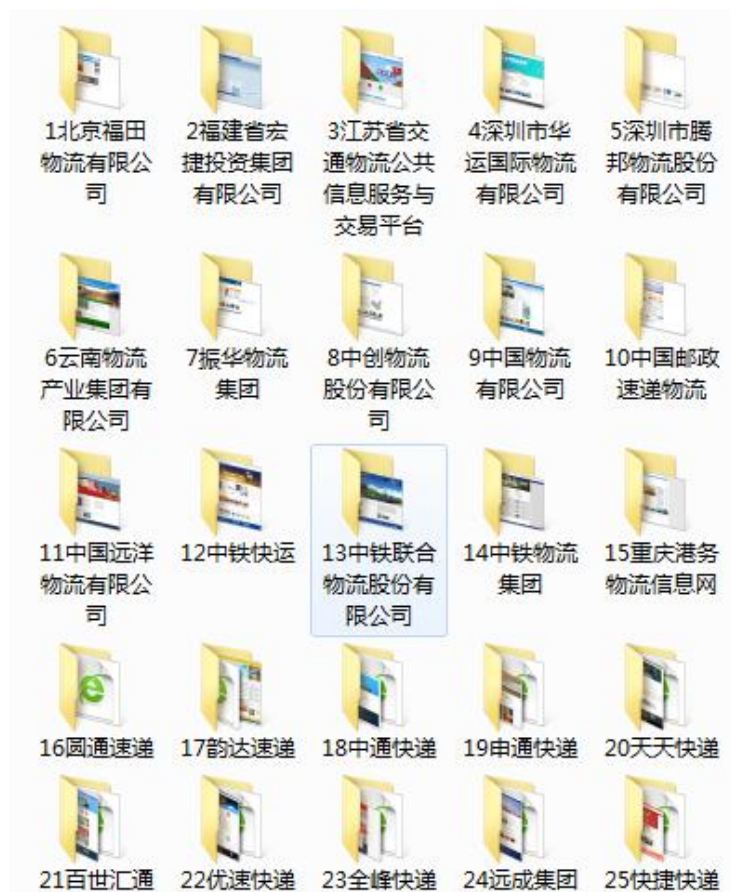 1北京福田
物流有限公
司
2福建省宏
捷投资集团
有限公司
3江苏省交
通物流公共
信息服务与
交易平台
4深圳市华
运国际物流
有限公司
5深圳市腾
邦物流股份
有限公司
6云南物流
产业集团有
限公司
7振华物流
集团
8中创物流
股份有限公
司
9中国物流
有限公司
10中国邮政
速递物流
11中国远洋
物流有限公
司
12中铁快运
13中铁联合
物流股份有
限公司
14中铁物流
集团
15重庆港务
物流信息网
16圆通速递
17韵达速递
18中通快递
19申通快递
20天天快递
21百世汇通
22优速快递
23全峰快递
24远成集团
25快捷快递